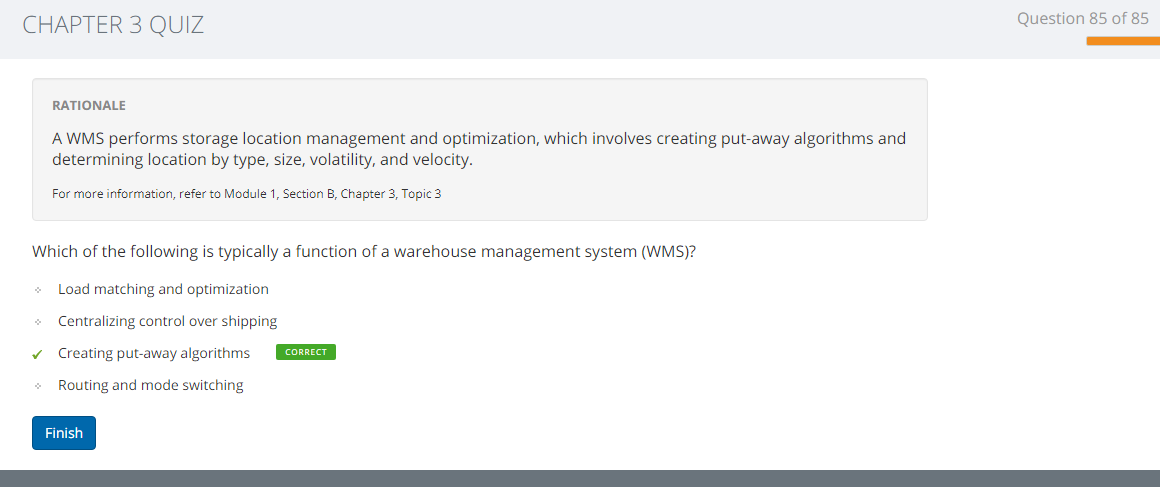 CHAPTER 3 QUIZ
Question 85 of 85
RATIONALE
A WMS performs storage location management and optimization, which involves creating put-away algorithms and
determining location by type, size, volatility, and velocity.
For more information, refer to Module 1, Section B, Chapter 3, Topic 3
Which of the following is typically a function of a warehouse management system (WMS)?
Load matching and optimization
Centralizing control over shipping
Creating put-away algorithms CORRECT
Routing and mode switching
Finish